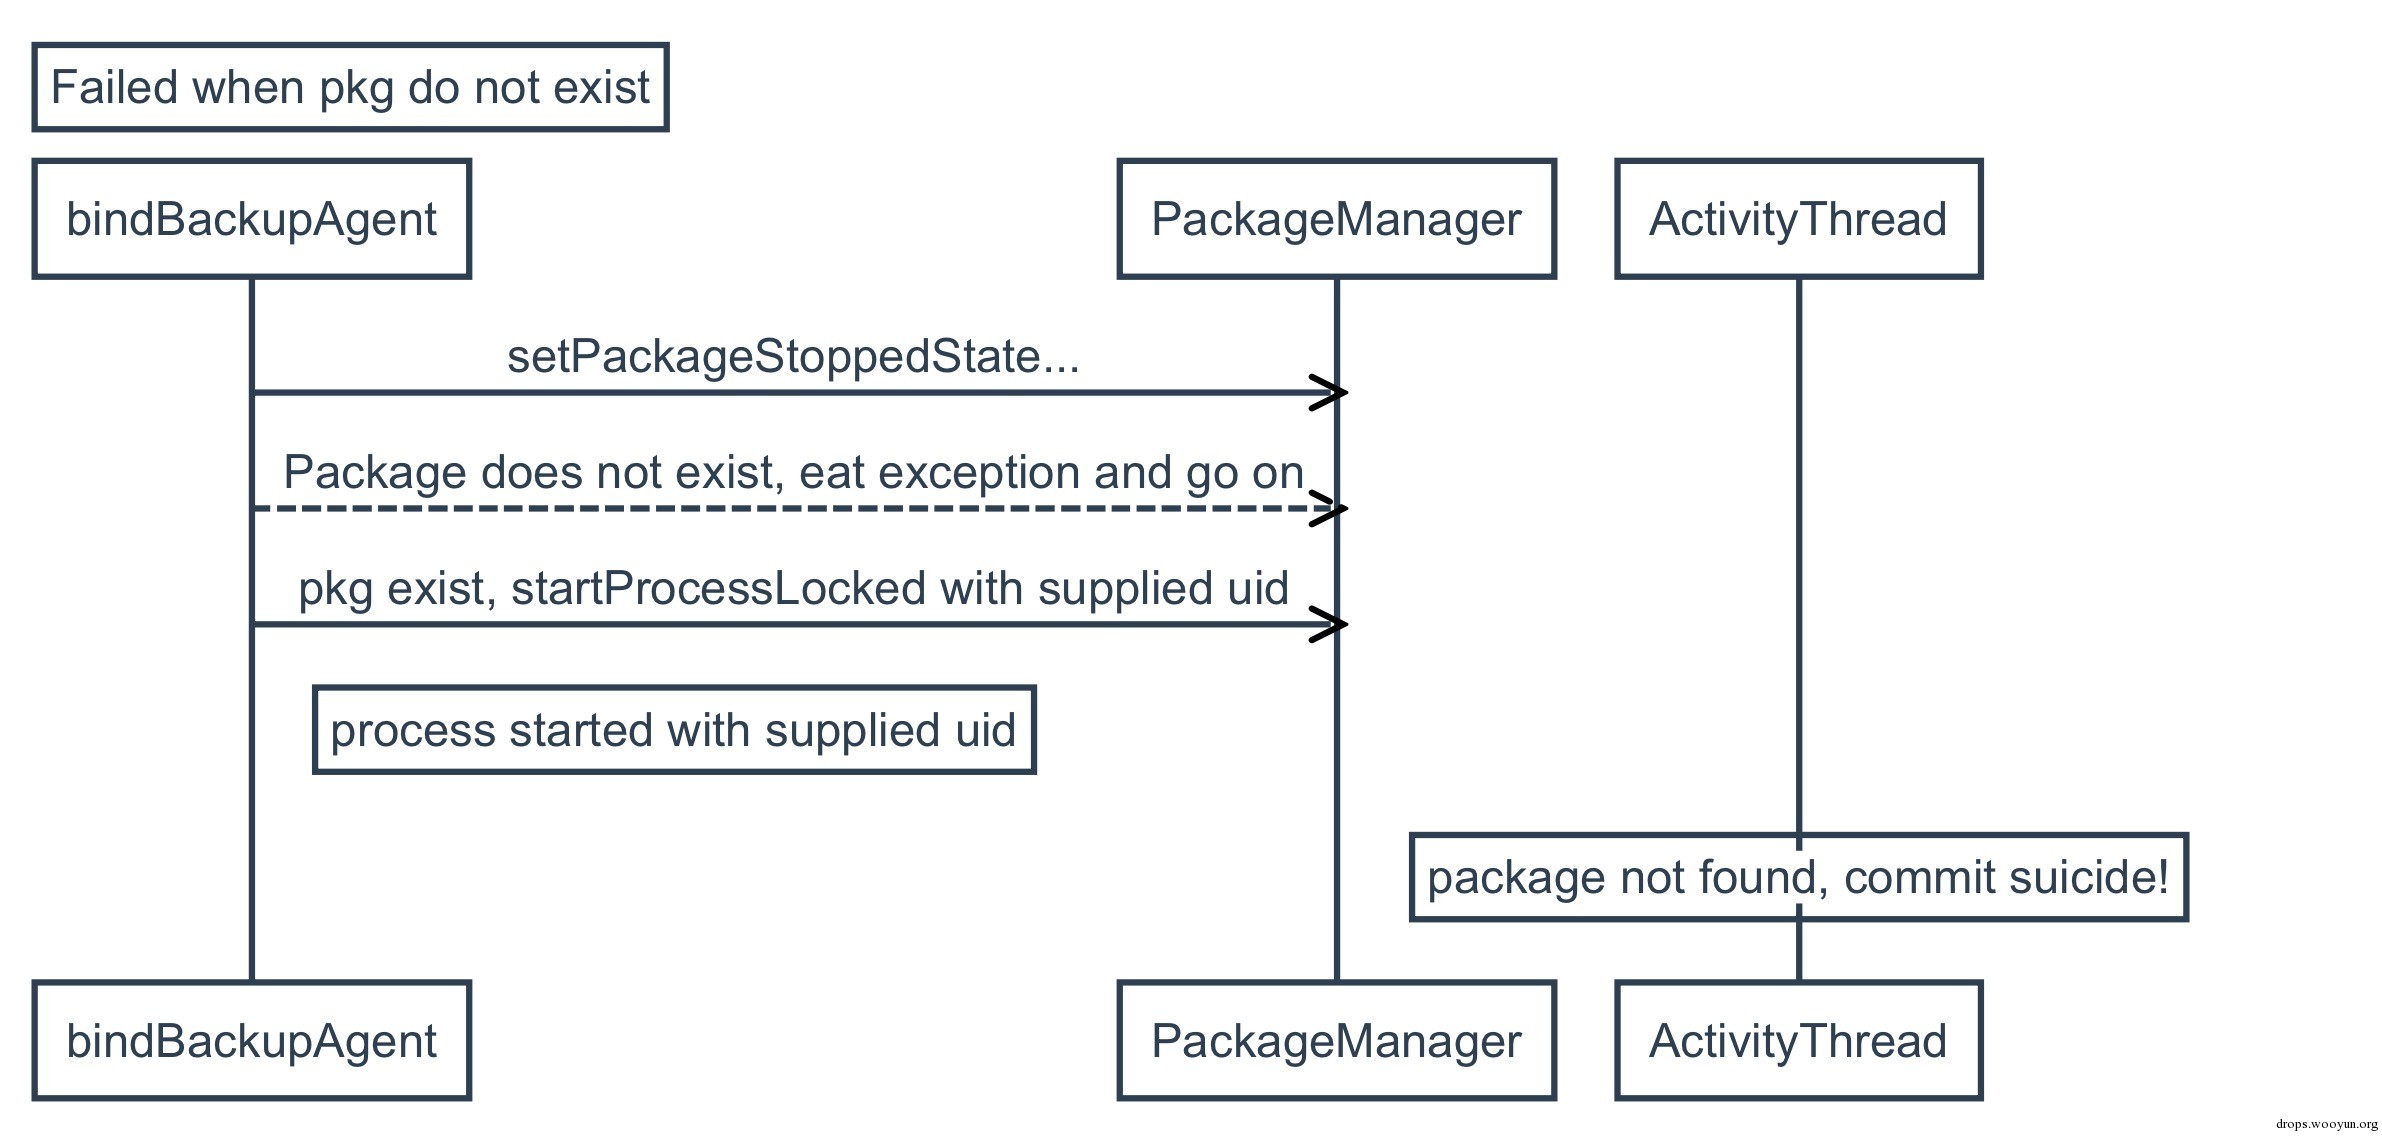 Failed when pkg do not exist
bindBackupAgent
PackageManager
ActivityThread
setPackageStoppedState...
Package does not exist, eat exception and go on
pkg exist, startProcessLocked with supplied uid
process started with supplied uid
package not found, commit suicide!
bindBackupAgent
PackageManager
ActivityThread
drops.wooyun.org